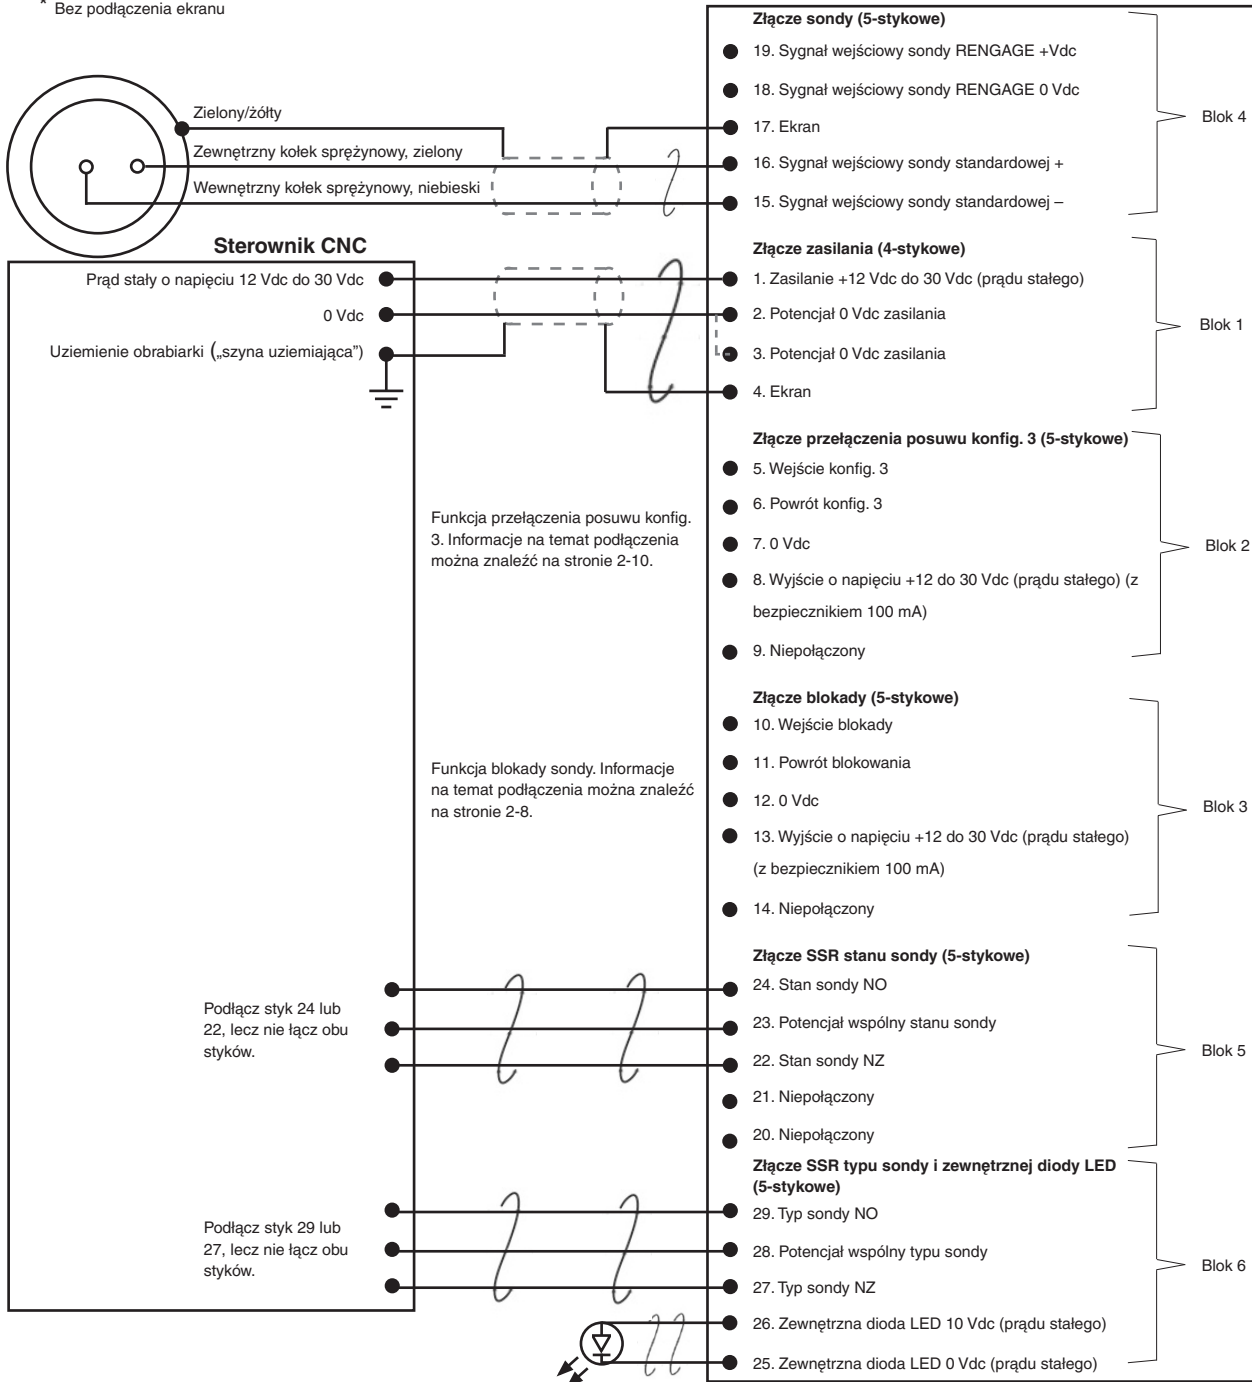 * Bez podłączenia ekranu
Złącze sondy (5-stykowe)
19. Sygnał wejściowy sondy RENGAGE +Vdc
18. Sygnał wejściowy sondy RENGAGE 0 Vdc
17. Ekran
16. Sygnał wejściowy sondy standardowej +
15. Sygnał wejściowy sondy standardowej –
Blok 4
Zielony/żółty
Zewnętrzny kołek sprężynowy, zielony
Wewnętrzny kołek sprężynowy, niebieski
Sterownik CNC
Prąd stały o napięciu 12 Vdc do 30 Vdc
0 Vdc
Uziemienie obrabiarki („szyna uziemiająca”)
Złącze zasilania (4-stykowe)
1. Zasilanie +12 Vdc do 30 Vdc (prądu stałego)
2. Potencjał 0 Vdc zasilania
3. Potencjał 0 Vdc zasilania
4. Ekran
Blok 1
Złącze przełączenia posuwu konfig. 3 (5-stykowe)
5. Wejście konfig. 3
6. Powrót konfig. 3
7. 0 Vdc
8. Wyjście o napięciu +12 do 30 Vdc (prądu stałego) (z
bezpiecznikiem 100 mA)
9. Niepołączony
Blok 2
Funkcja przełączenia posuwu konfig.
3. Informacje na temat podłączenia
można znaleźć na stronie 2-10.
Złącze blokady (5-stykowe)
10. Wejście blokady
11. Powrót blokowania
12. 0 Vdc
13. Wyjście o napięciu +12 do 30 Vdc (prądu stałego)
(z bezpiecznikiem 100 mA)
14. Niepołączony
Blok 3
Funkcja blokady sondy. Informacje
na temat podłączenia można znaleźć
na stronie 2-8.
Złącze SSR stanu sondy (5-stykowe)
24. Stan sondy NO
23. Potencjał wspólny stanu sondy
22. Stan sondy NZ
21. Niepołączony
20. Niepołączony
Blok 5
Podłącz styk 24 lub
22, lecz nie łącz obu
styków.
Złącze SSR typu sondy i zewnętrznej diody LED
(5-stykowe)
29. Typ sondy NO
28. Potencjał wspólny typu sondy
27. Typ sondy NZ
26. Zewnętrzna dioda LED 10 Vdc (prądu stałego)
25. Zewnętrzna dioda LED 0 Vdc (prądu stałego)
Blok 6
Podłącz styk 29 lub
27, lecz nie łącz obu
styków.